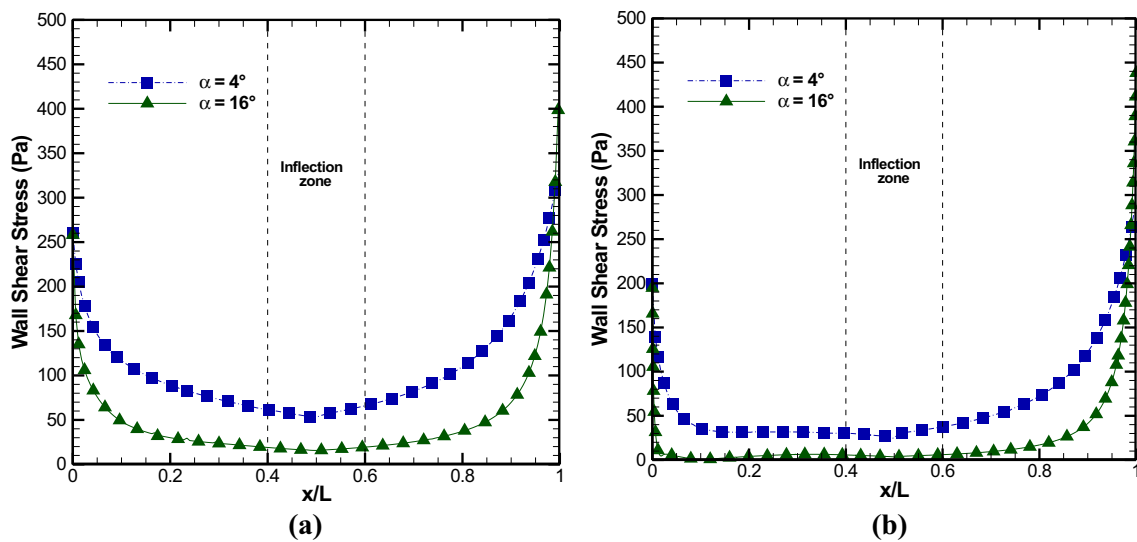 500
450
400
350
300
250
200
150
100
50
0
Wall Shear Stress (Pa)
α = 4°
α = 16°
Inflection
zone
0 0.2 0.4 0.6 0.8 1
x/L
(a)
500
450
400
350
300
250
200
150
100
50
0
Wall Shear Stress (Pa)
α = 4°
α = 16°
Inflection
zone
0 0.2 0.4 0.6 0.8 1
x/L
(b)